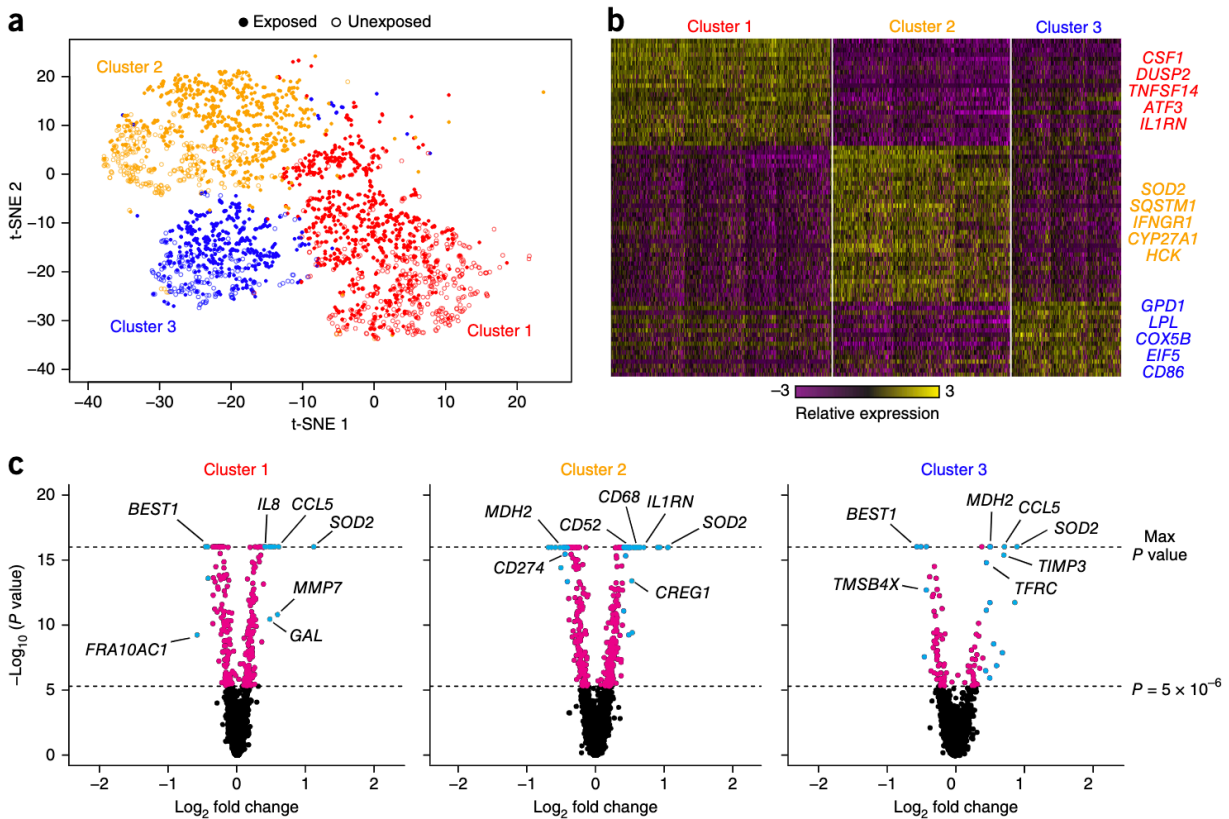 a
● Exposed ○ Unexposed
Cluster 2
Cluster 3
Cluster 1
20
10
0
−10
−20
−30
−40
t-SNE 2
−40 −30 −20 −10 0 10 20
t-SNE 1
b
Cluster 1 Cluster 2 Cluster 3
CSF1
DUSP2
TNFSF14
ATF3
IL1RN
SOD2
SQSTM1
IFNGR1
CYP27A1
HCK
GPD1
LPL
COX5B
EIF5
CD86
−3 3
Relative expression
c
Cluster 1
20
15
10
5
0
−Log10 (P value)
BEST1 IL8 CCL5
SOD2
MMP7
GAL
FRA10AC1
−2 −1 0 1 2
Log2 fold change
Cluster 2
MDH2 CD68 IL1RN
CD52 SOD2
CD274
CREG1
−2 −1 0 1 2
Log2 fold change
Cluster 3
BEST1 MDH2 CCL5
SOD2
TIMP3
TMSB4X TFRC
−2 −1 0 1 2
Log2 fold change
Max
P value
P = 5 × 10⁻⁶